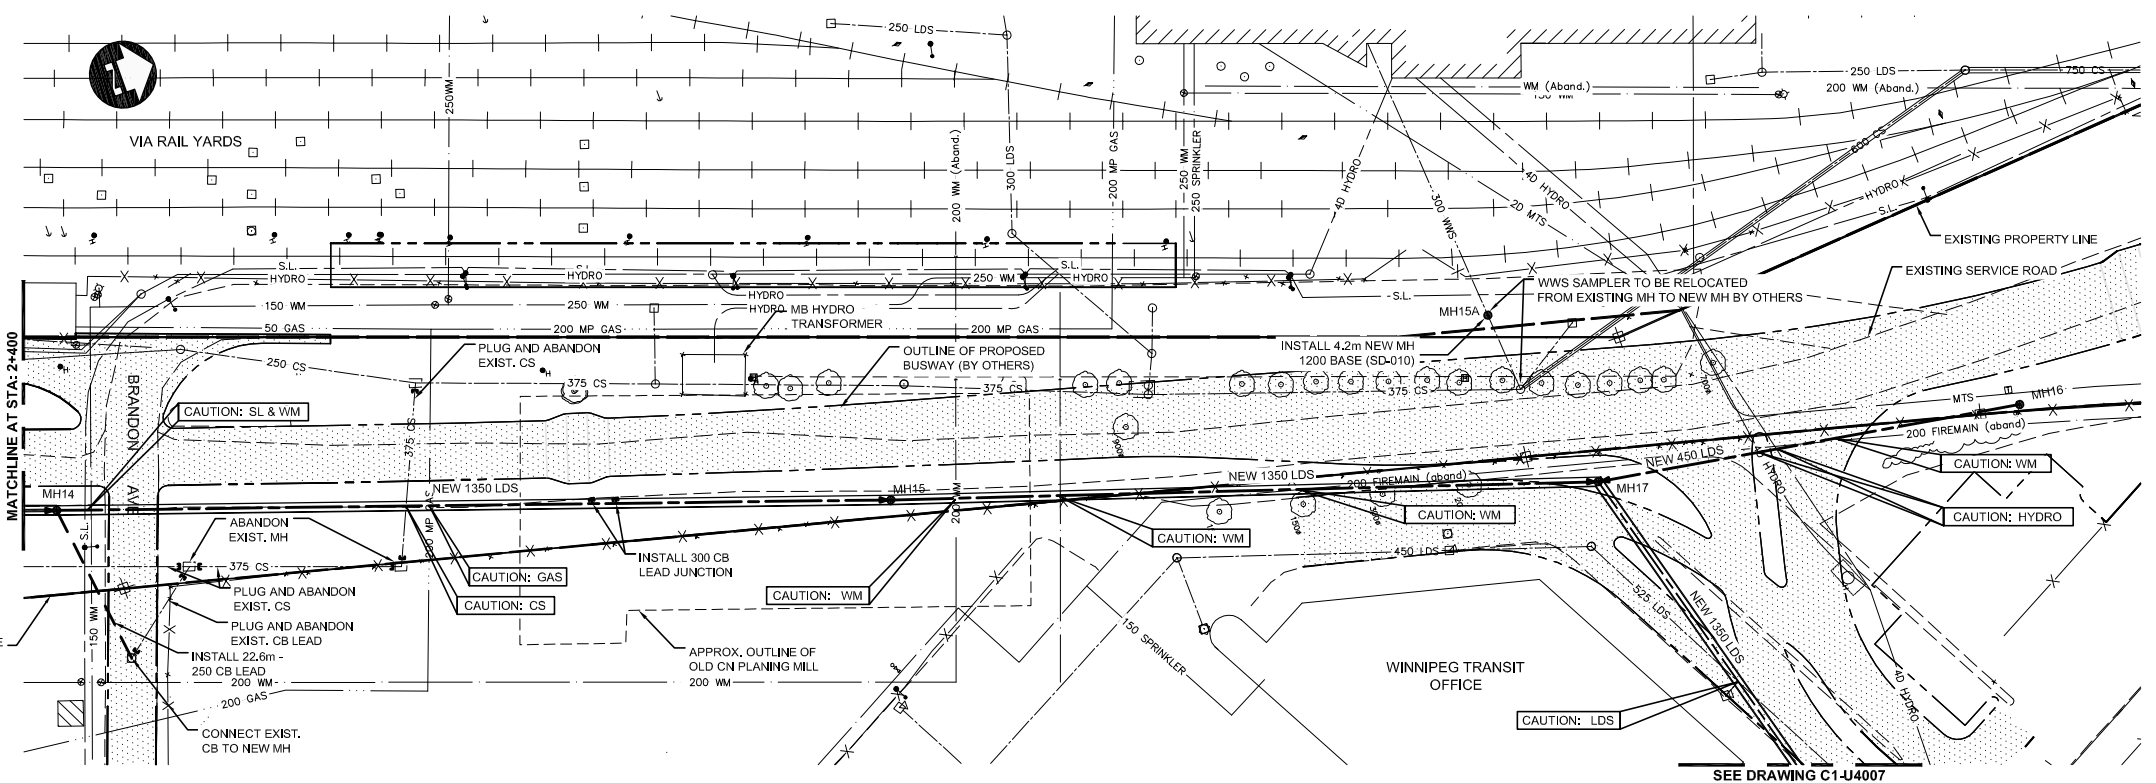 250 LDS
250 LDS
750 CS
WM (Aband.)
150 WM
200 WM (Aband.)
250WM
VIA RAIL YARDS
200 WM (Aband.)
300 LDS
200 MP GAS
250 WM
250 SPRINKLER
4D HYDRO
300 WWS
2D MTS
4D HYDRO
600 CS
HYDRO
S.L.
EXISTING PROPERTY LINE
EXISTING SERVICE ROAD
S.L.
HYDRO
S.L.
HYDRO
S.L.
250 WM
HYDRO
WWS SAMPLER TO BE RELOCATED
FROM EXISTING MH TO NEW MH BY OTHERS
S.L.
150 WM
250 WM
HYDRO
HYDRO
MB HYDRO
TRANSFORMER
MH15A
50 GAS
200 MP GAS
200 MP GAS
MATCHLINE AT STA: 2+400
250 CS
PLUG AND ABANDON
EXIST. CS
OUTLINE OF PROPOSED
BUSWAY (BY OTHERS)
INSTALL 4.2m NEW MH
1200 BASE (SD-010)
H
H
375 CS
375 CS
375 CS
BRANDON AVE
CAUTION: SL & WM
375 CS
MTS
MH16
200 FIREMAIN (aband)
CAUTION: WM
NEW 450 LDS
HYDRO
CAUTION: HYDRO
MH14
NEW 1350 LDS
MH15
NEW 1350 LDS
200 FIREMAIN (aband)
MH17
200 MP GAS
200 WM
150ø
CAUTION: WM
CAUTION: WM
S.L.
ABANDON
EXIST. MH
375 CS
CAUTION: GAS
CAUTION: CS
INSTALL 300 CB
LEAD JUNCTION
CAUTION: WM
450 LDS
PLUG AND ABANDON
EXIST. CS
PLUG AND ABANDON
EXIST. CB LEAD
INSTALL 22.6m -
250 CB LEAD
150 WM
200 WM
200 GAS
CONNECT EXIST.
CB TO NEW MH
APPROX. OUTLINE OF
OLD CN PLANING MILL
200 WM
150 SPRINKLER
WINNIPEG TRANSIT
OFFICE
525 LDS
NEW 1350 LDS
4D HYDRO
CAUTION: LDS
SEE DRAWING C1-U4007